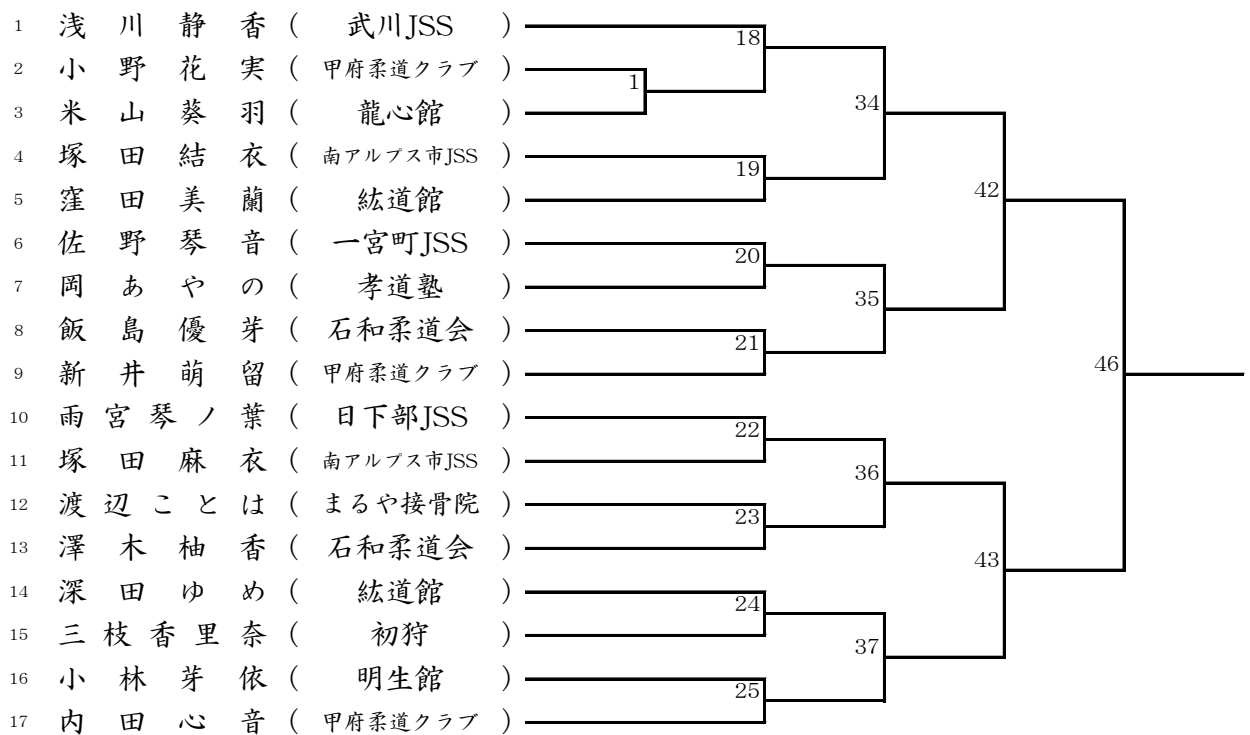 1 浅川静香 ( 武川JSS )
2 小野花実 ( 甲府柔道クラブ )
3 米山葵羽 ( 龍心館 )
4 塚田結衣 ( 南アルプス市JSS )
5 窪田美蘭 ( 紘道館 )
6 佐野琴音 ( 一宮町JSS )
7 岡あやの ( 孝道塾 )
8 飯島優芽 ( 石和柔道会 )
9 新井萌留 ( 甲府柔道クラブ )
10 雨宮琴ノ葉 ( 日下部JSS )
11 塚田麻衣 ( 南アルプス市JSS )
12 渡辺ことは ( まるや接骨院 )
13 澤木柚香 ( 石和柔道会 )
14 深田ゆめ ( 紘道館 )
15 三枝香里奈 ( 初狩 )
16 小林芽依 ( 明生館 )
17 内田心音 ( 甲府柔道クラブ )
1
18
19
20
21
22
23
24
25
34
35
36
37
42
43
46